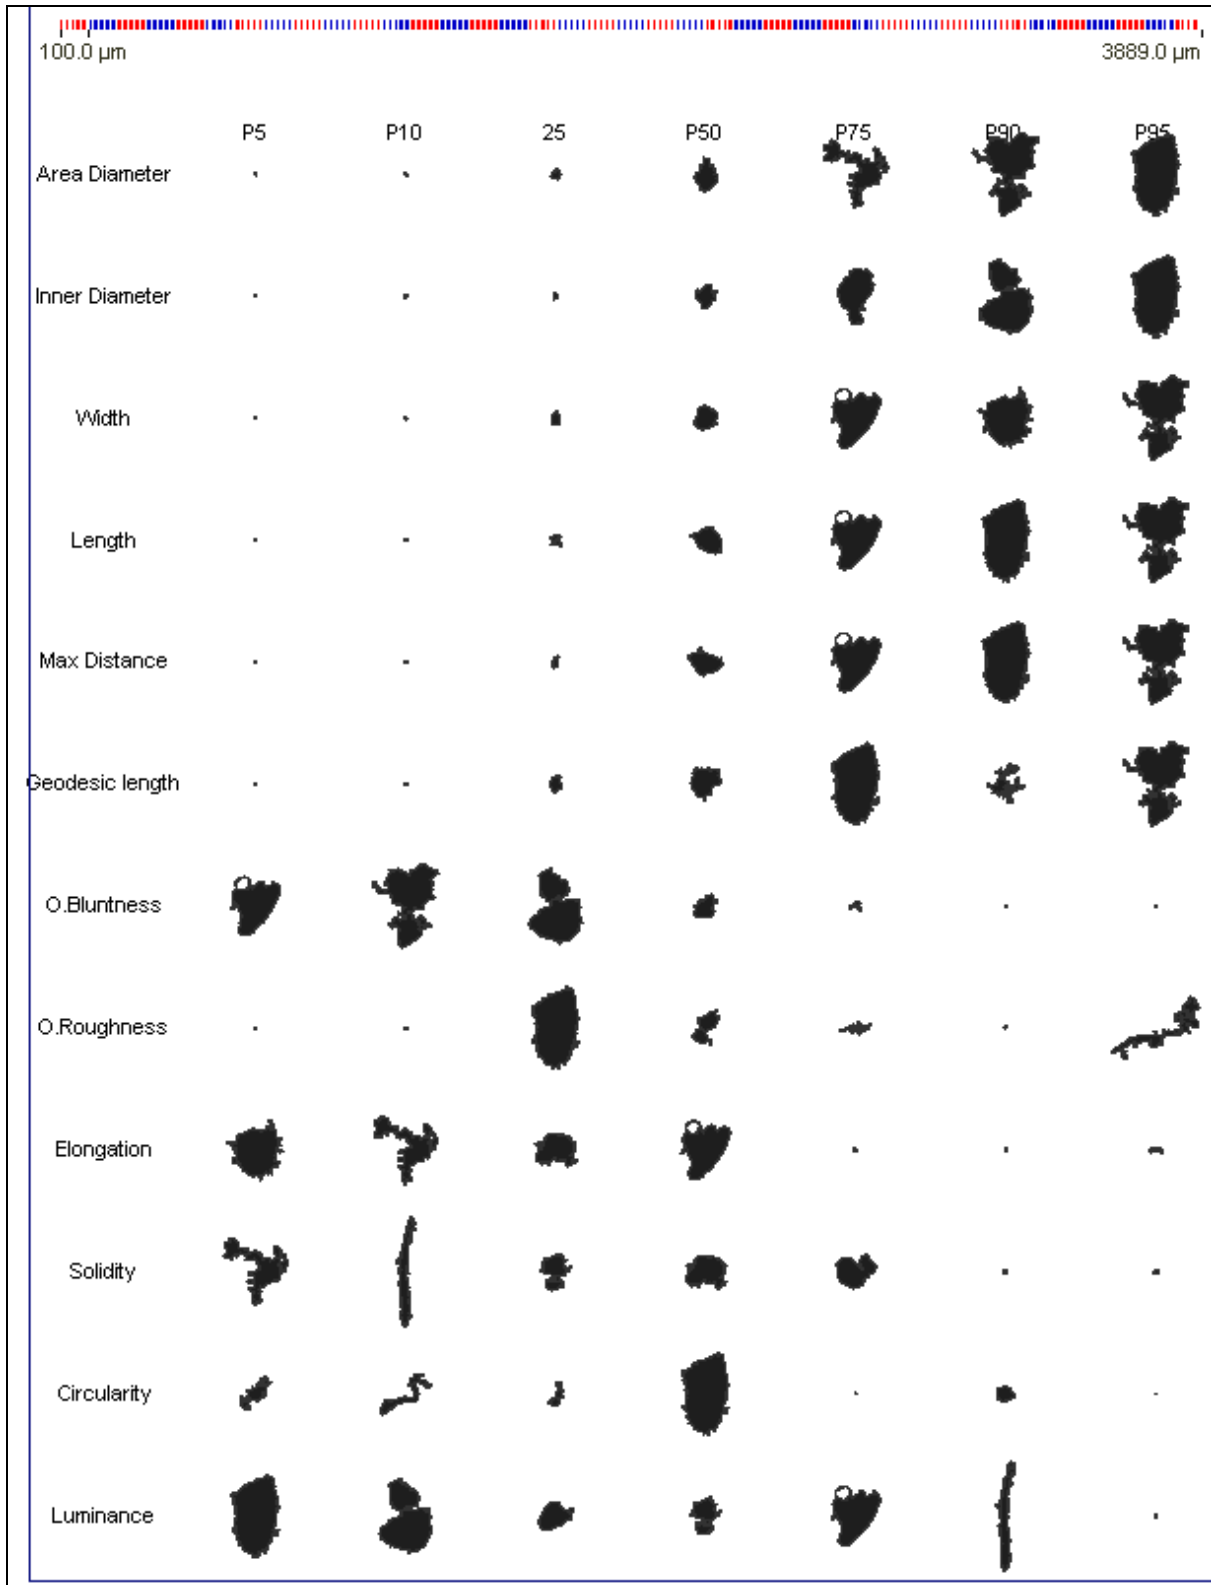 100.0 µm 3889.0 µm
P5 P10 25 P50 P75 P90 P95
Area Diameter
Inner Diameter
Width
Length
Max Distance
Geodesic length
O.Bluntness
O.Roughness
Elongation
Solidity
Circularity
Luminance